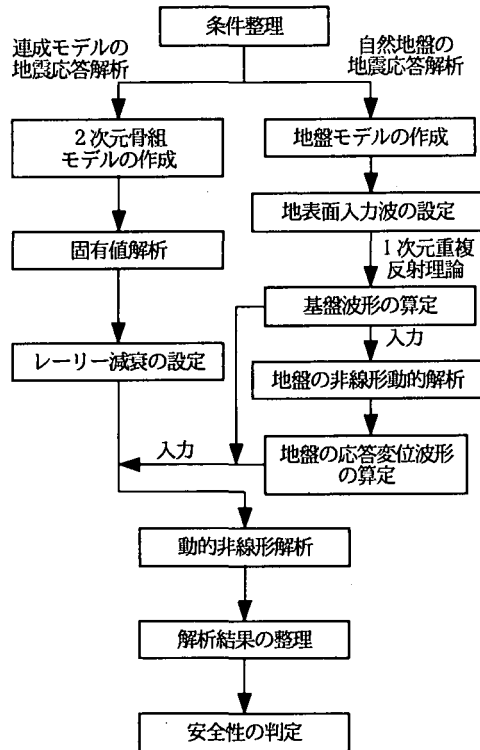 条件整理
連成モデルの
地震応答解析
自然地盤の
地震応答解析
2次元骨組
モデルの作成
地盤モデルの作成
地表面入力波の設定
固有値解析
1次元重複
反射理論
基盤波形の算定
入力
レーリー減衰の設定
地盤の非線形動的解析
入力
地盤の応答変位波形
の算定
動的非線形解析
解析結果の整理
安全性の判定